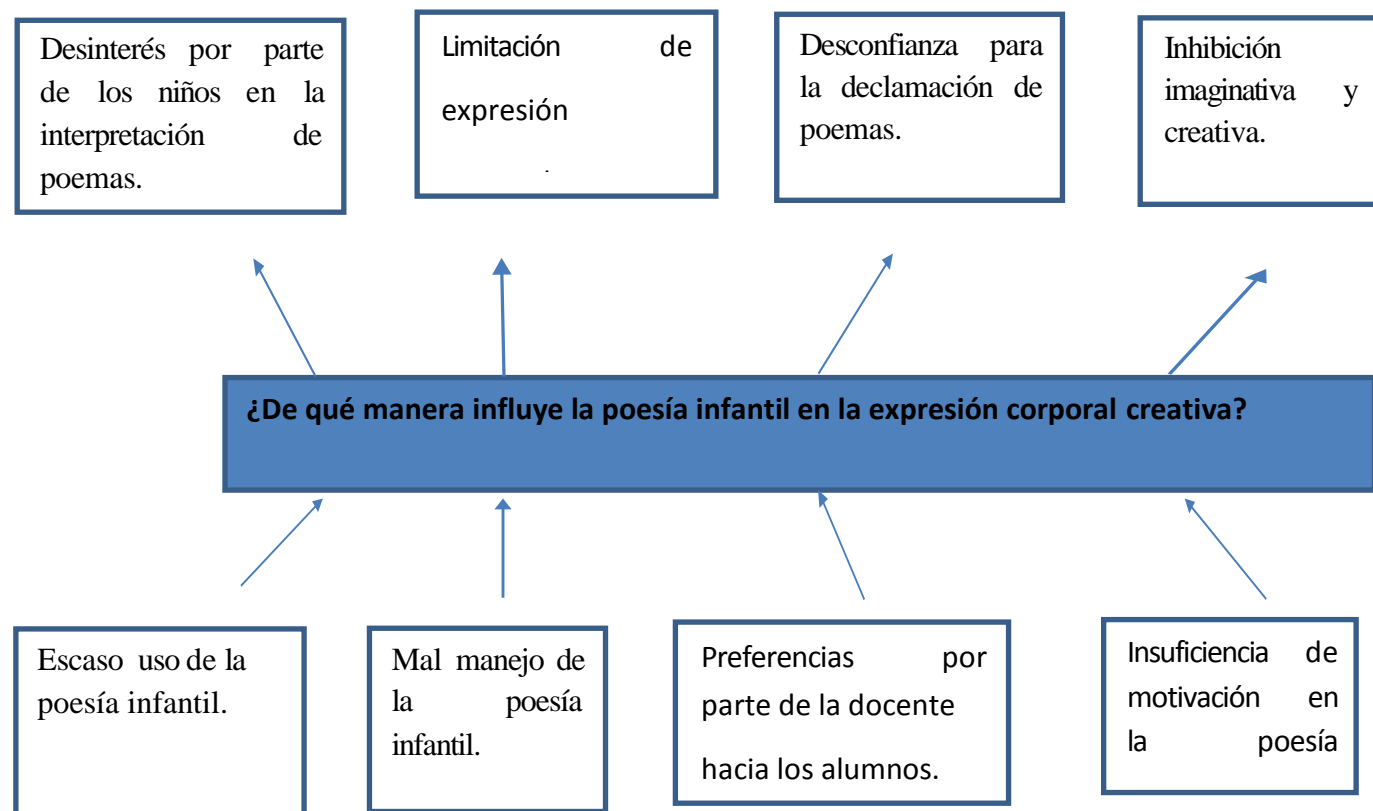 Desinterés por parte
de los niños en la
interpretación de
poemas.
Limitación de
expresión
.
Desconfianza para
la declamación de
poemas.
Inhibición
imaginativa y
creativa.
¿De qué manera influye la poesía infantil en la expresión corporal creativa?
Escaso uso de la
poesía infantil.
Mal manejo de
la poesía
infantil.
Preferencias por
parte de la docente
hacia los alumnos.
Insuficiencia de
motivación en
la poesía